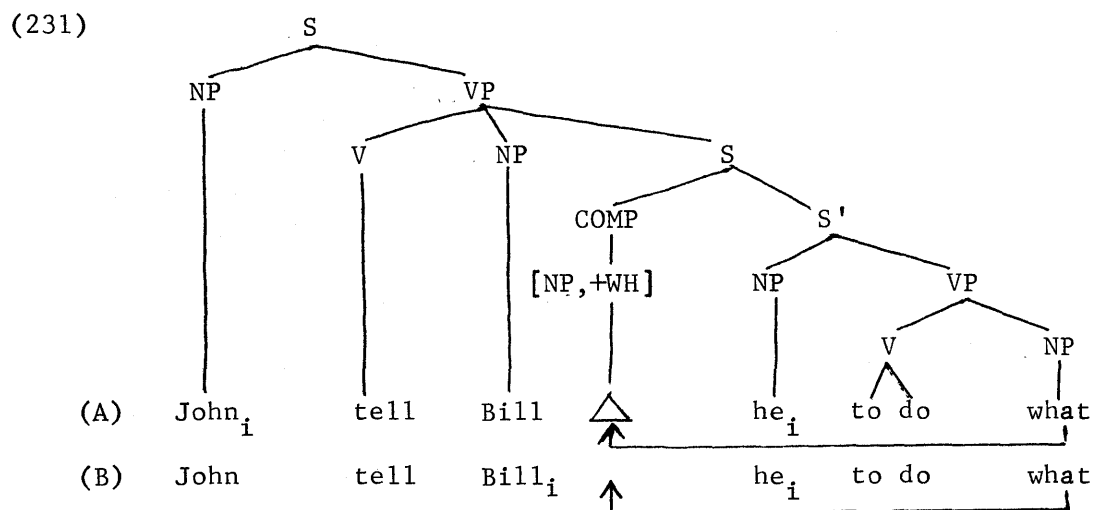 (231) S
NP VP
V NP S
COMP S'
[NP,+WH] NP VP
V NP
(A) John_i tell Bill △ he_i to do what
(B) John tell Bill_i he_i to do what